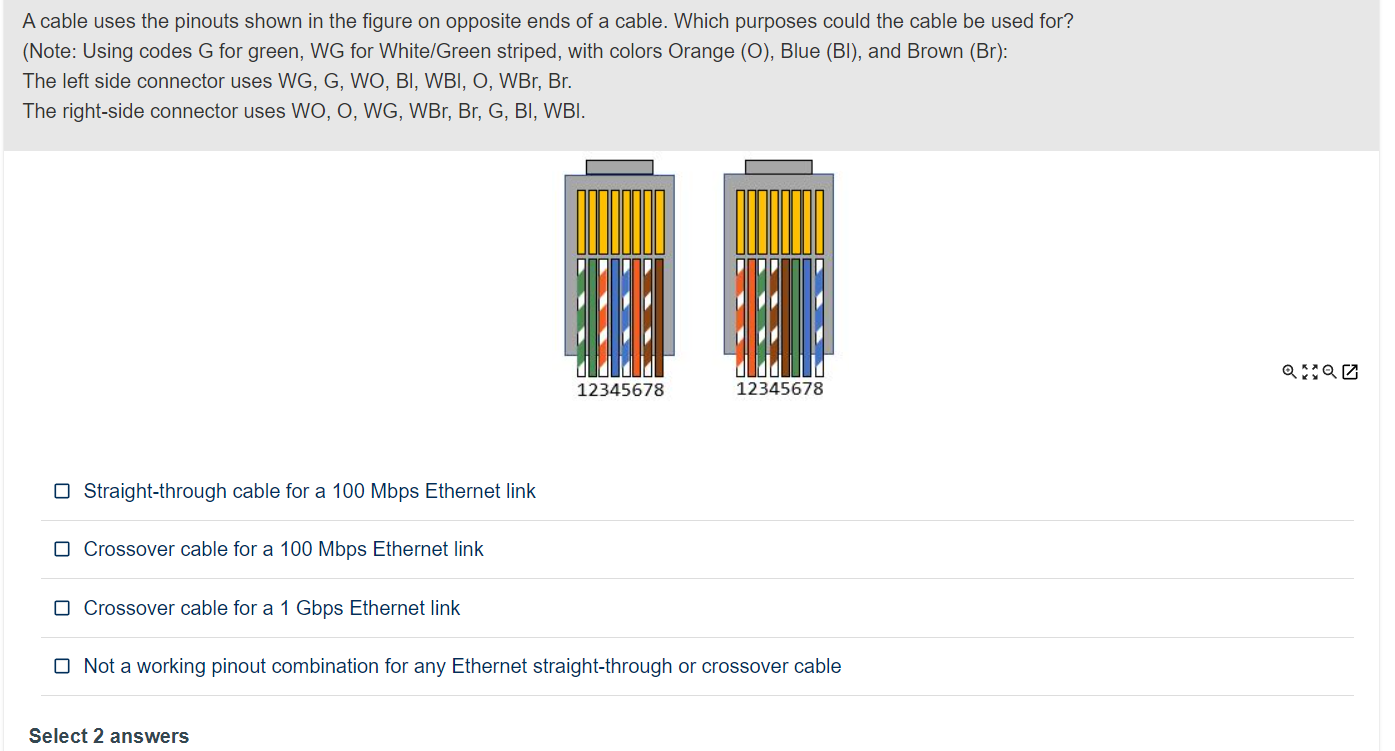 A cable uses the pinouts shown in the figure on opposite ends of a cable. Which purposes could the cable be used for?
(Note: Using codes G for green, WG for White/Green striped, with colors Orange (O), Blue (Bl), and Brown (Br):
The left side connector uses WG, G, WO, Bl, WBl, O, WBr, Br.
The right-side connector uses WO, O, WG, WBr, Br, G, Bl, WBl.
12345678
12345678
Straight-through cable for a 100 Mbps Ethernet link
Crossover cable for a 100 Mbps Ethernet link
Crossover cable for a 1 Gbps Ethernet link
Not a working pinout combination for any Ethernet straight-through or crossover cable
Select 2 answers